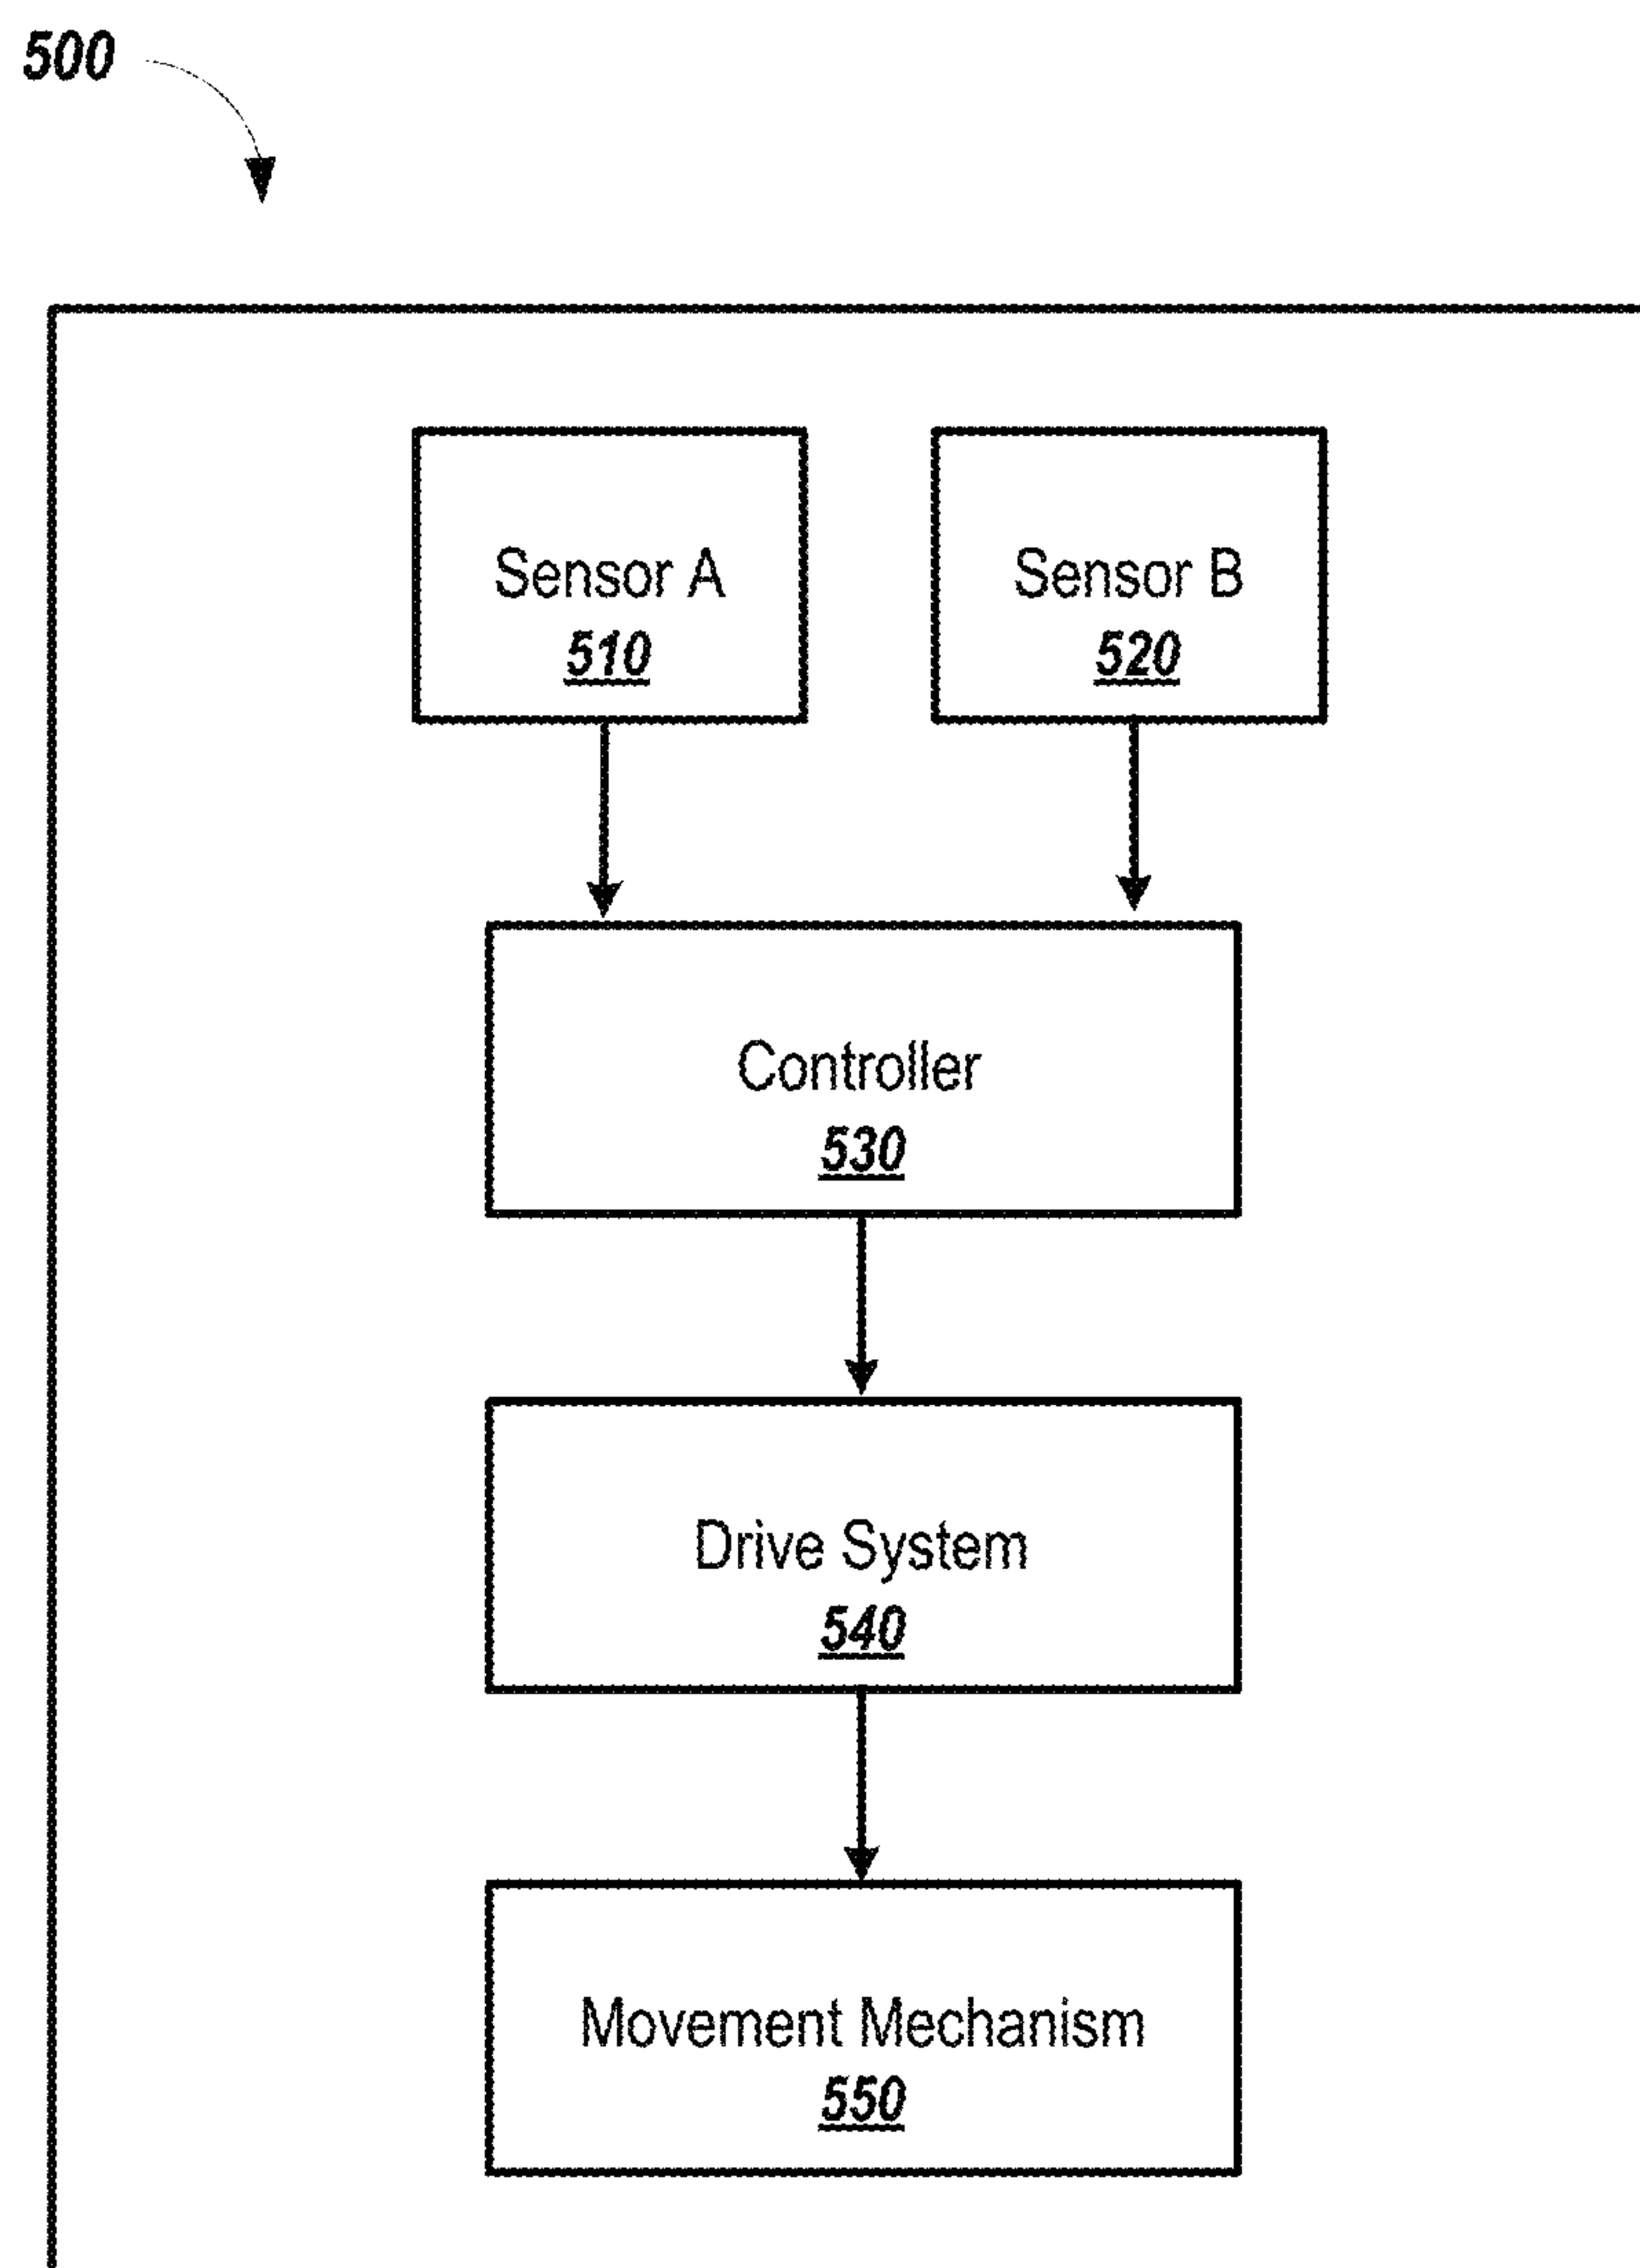 500
Sensor A
510
Sensor B
520
Controller
530
Drive System
540
Movement Mechanism
550